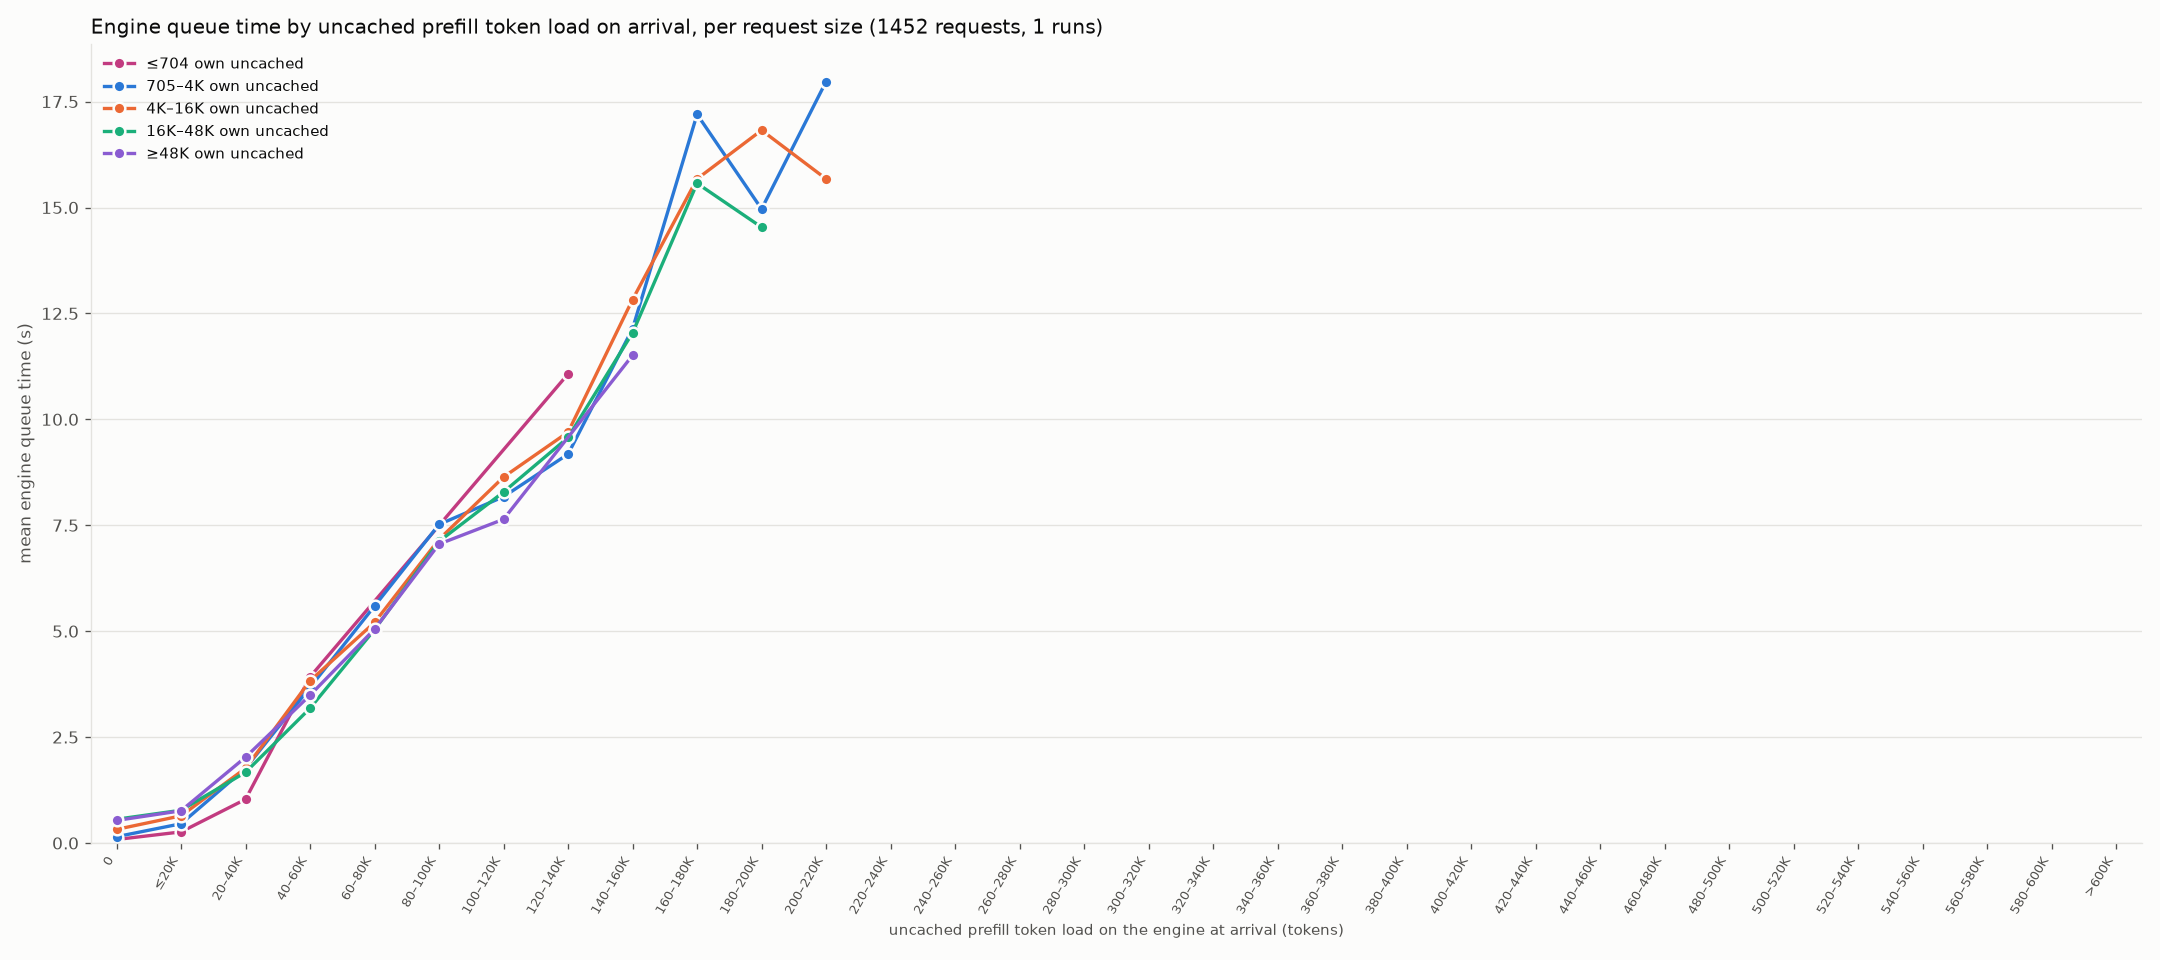 Engine queue time by uncached prefill token load on arrival, per request size (1452 requests, 1 runs)
≤704 own uncached
705–4K own uncached
4K–16K own uncached
16K–48K own uncached
≥48K own uncached
mean engine queue time (s)
17.5
15.0
12.5
10.0
7.5
5.0
2.5
0.0
0
≤20K
20–40K
40–60K
60–80K
80–100K
100–120K
120–140K
140–160K
160–180K
180–200K
200–220K
220–240K
240–260K
260–280K
280–300K
300–320K
320–340K
340–360K
360–380K
380–400K
400–420K
420–440K
440–460K
460–480K
480–500K
500–520K
520–540K
540–560K
560–580K
580–600K
>600K
uncached prefill token load on the engine at arrival (tokens)